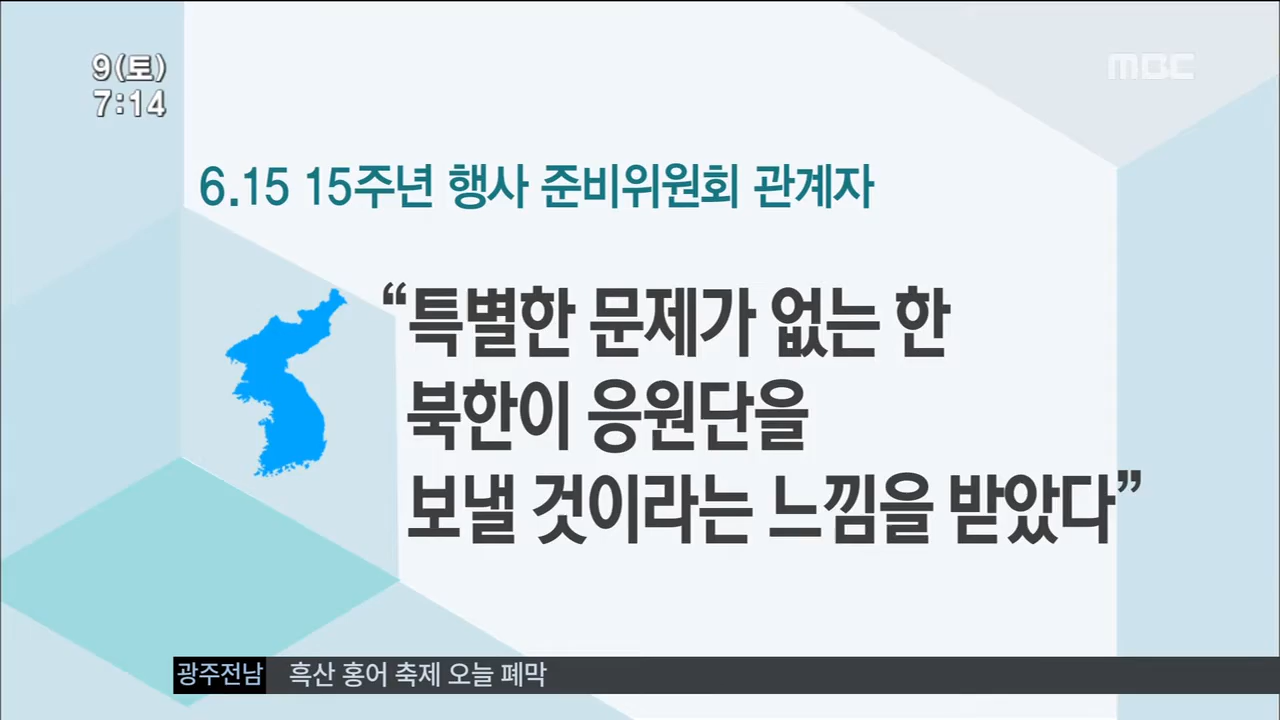 9(토)
7:14
MBC
6.15 15주년 행사 준비위원회 관계자
“특별한 문제가 없는 한
북한이 응원단을
보낼 것이라는 느낌을 받았다”
광주전남 흑산 홍어 축제 오늘 폐막